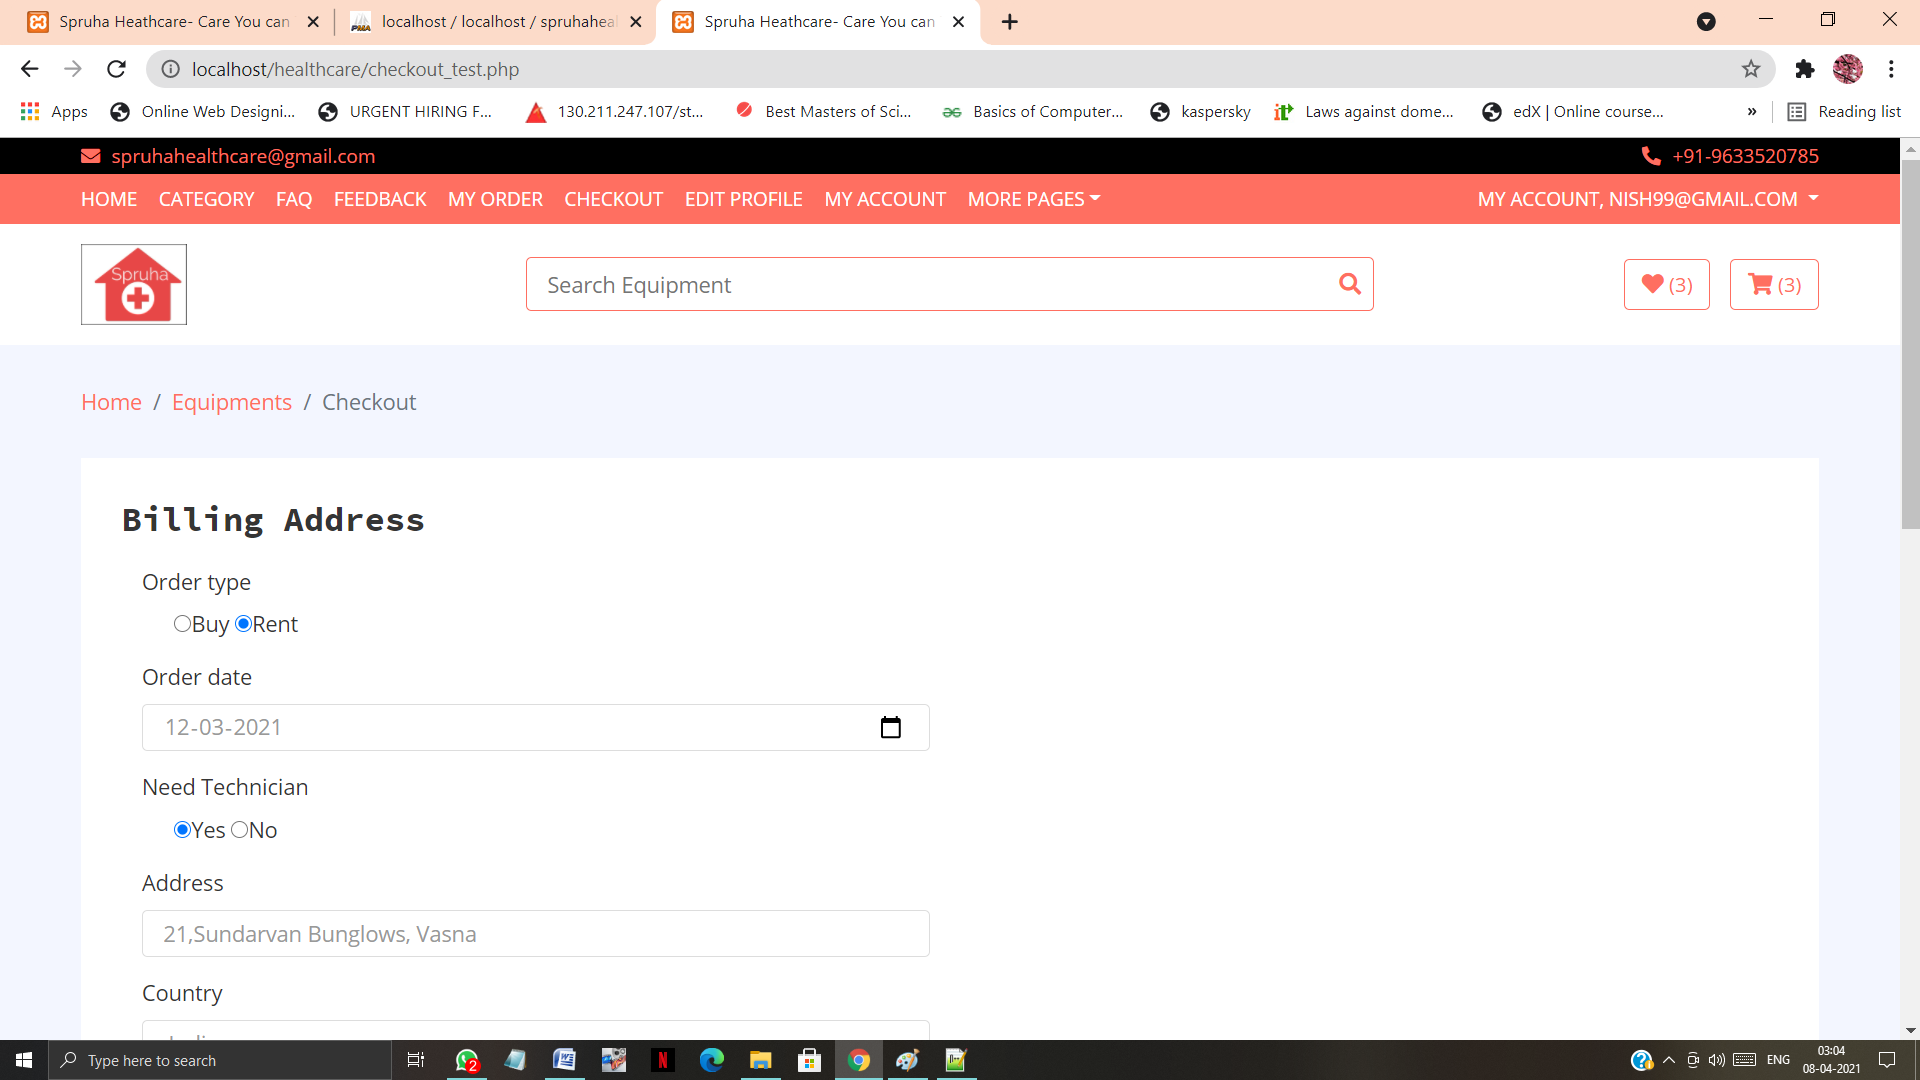 Spruha Heathcare- Care You can
localhost / localhost / spruhaheal
Spruha Heathcare- Care You can
localhost/healthcare/checkout_test.php
Apps
Online Web Designi...
URGENT HIRING F...
130.211.247.107/st...
Best Masters of Sci...
Basics of Computer...
kaspersky
Laws against dome...
edX | Online course...
»
Reading list
spruhahealthcare@gmail.com
+91-9633520785
HOME CATEGORY FAQ FEEDBACK MY ORDER CHECKOUT EDIT PROFILE MY ACCOUNT MORE PAGES
MY ACCOUNT, NISH99@GMAIL.COM
Spruha
Search Equipment
(3)
(3)
Home / Equipments / Checkout
Billing Address
Order type
Buy Rent
Order date
12-03-2021
Need Technician
Yes No
Address
21,Sundarvan Bunglows, Vasna
Country
Type here to search
2
ENG
03:04
08-04-2021